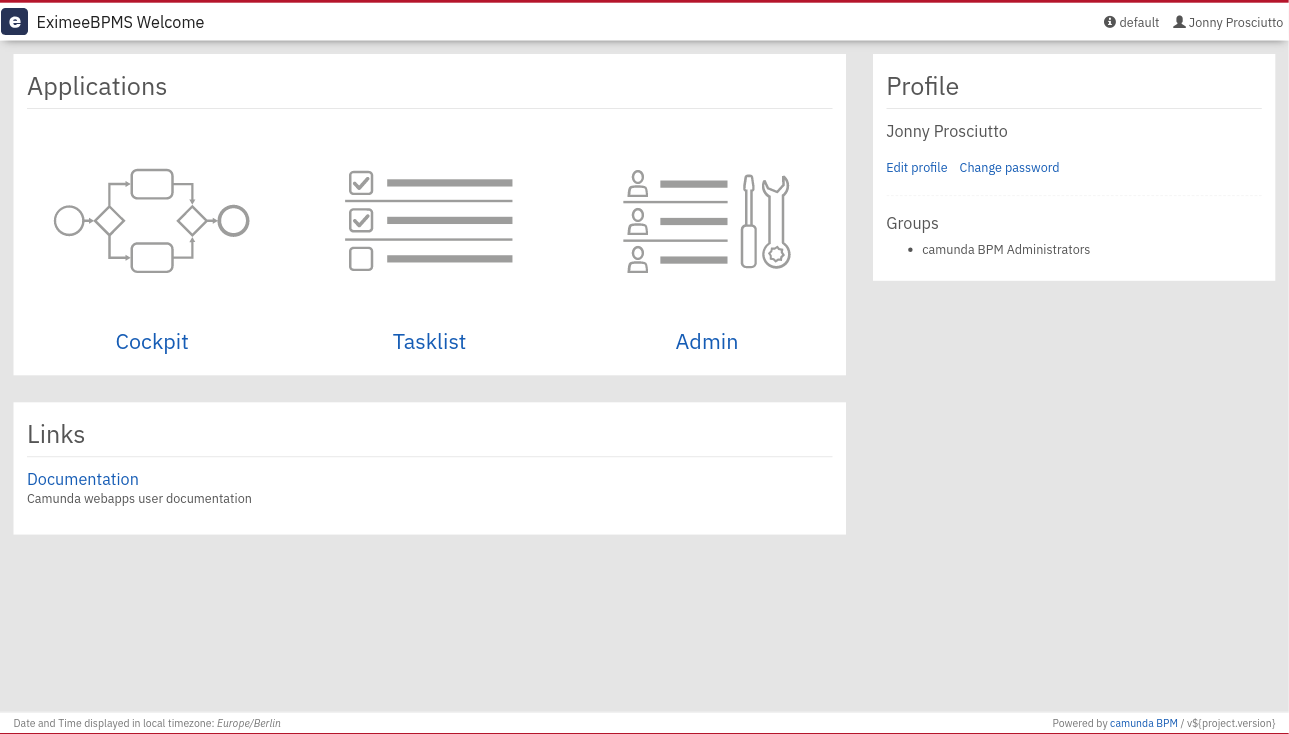 e EximeeBPMS Welcome
default Jonny Prosciutto
Applications
Cockpit
Tasklist
Admin
Links
Documentation
Camunda webapps user documentation
Profile
Jonny Prosciutto
Edit profile Change password
Groups
camunda BPM Administrators
Date and Time displayed in local timezone: Europe/Berlin
Powered by camunda BPM / v${project.version}